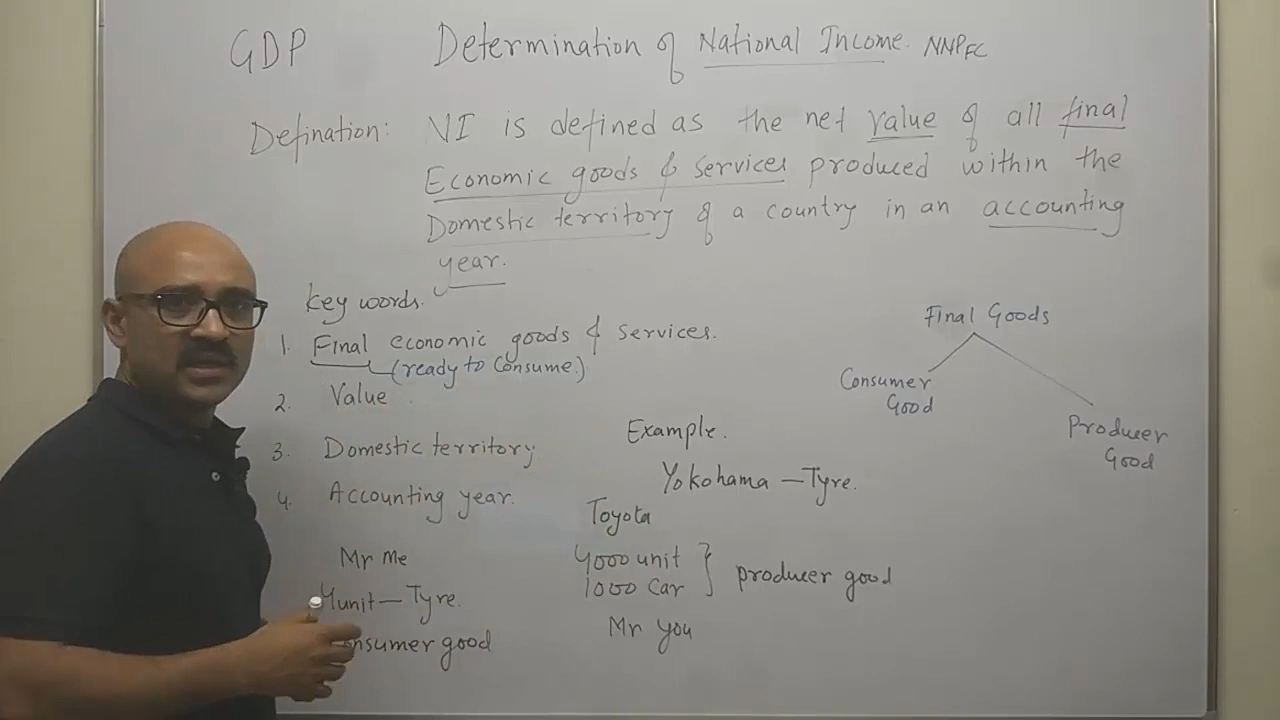 GDP Determination of National Income. NNPFC
Defination: NI is defined as the net value of all final
Economic goods & services produced within the
Domestic territory of a country in an accounting
year.
key words.
1. Final economic goods & services.
(ready to Consume.)
2. Value
3. Domestic territory
4. Accounting year.
Mr Me
4unit — Tyre.
Consumer good
Example.
Yokohama — Tyre.
Toyota
4000 unit
1000 Car
} producer good
Mr you
Final Goods
Consumer
Good
Producer
Good